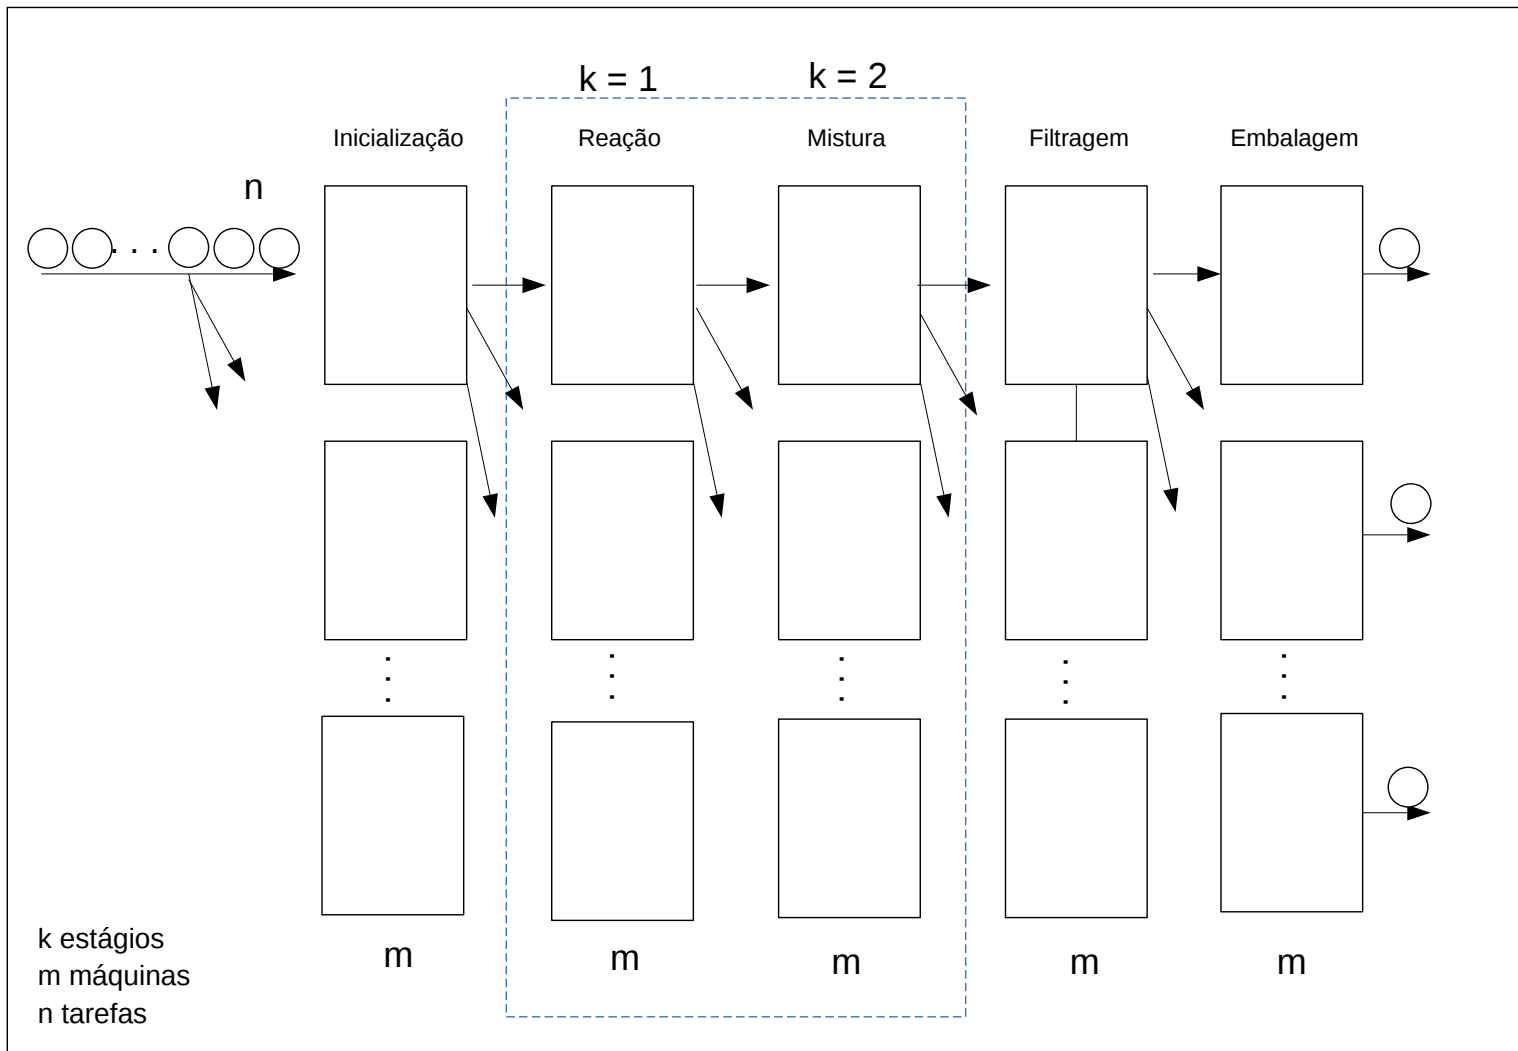 k = 1
k = 2
Inicialização
Reação
Mistura
Filtragem
Embalagem
n
. . .
m
m
m
m
m
k estágios
m máquinas
n tarefas